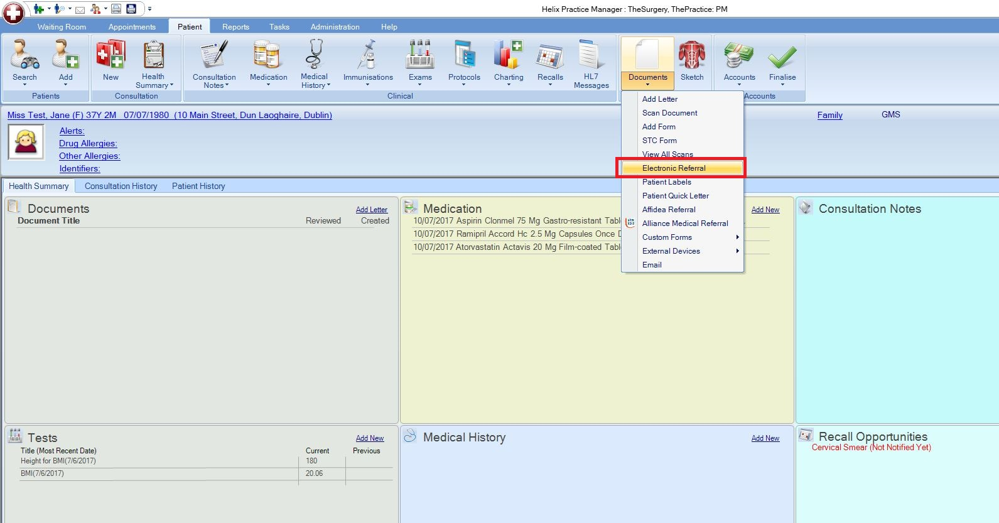 Helix Practice Manager : TheSurgery, ThePractice: PM
Waiting Room Appointments Patient Reports Tasks Administration Help
Search Add New Health Summary Consultation Notes Medication Medical History Immunisations Exams Protocols Charting Recalls HL7 Messages Documents Sketch Accounts Finalise
Patients Consultation Clinical Accounts
Add Letter
Scan Document
Add Form
STC Form
View All Scans
Electronic Referral
Patient Labels
Patient Quick Letter
Affidea Referral
Alliance Medical Referral
Custom Forms
External Devices
Email
Miss Test, Jane (F) 37Y 2M 07/07/1980 (10 Main Street, Dun Laoghaire, Dublin) Family GMS
Alerts:
Drug Allergies:
Other Allergies:
Identifiers:
Health Summary Consultation History Patient History
Documents Add Letter
Document Title Reviewed Created
Medication Add New
10/07/2017 Aspirin Clonmel 75 Mg Gastro-resistant
10/07/2017 Ramipril Accord Hc 2.5 Mg Capsules Once
10/07/2017 Atorvastatin Actavis 20 Mg Film-coated
Consultation Notes
Tests Add New
Title (Most Recent Date) Current Previous
Height for BMI(7/6/2017) 180
BMI(7/6/2017) 20.06
Medical History Add New
Recall Opportunities
Cervical Smear (Not Notified Yet)